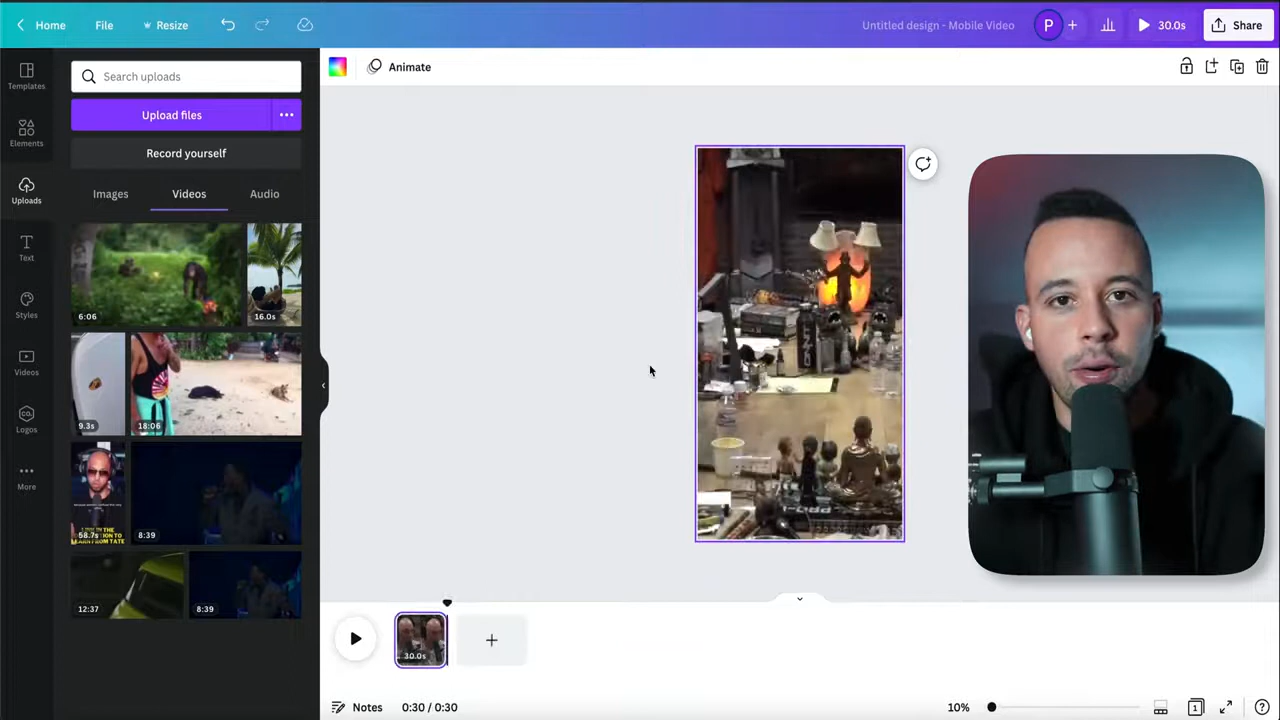 Home
File
Resize
Untitled design - Mobile Video
P
+
30.0s
Share
Templates
Elements
Uploads
Text
Styles
Videos
CO.
Logos
More
Search uploads
Upload files
Record yourself
Images
Videos
Audio
6:06
16.0s
9.3s
18:06
58.7s
8:39
12:37
8:39
Animate
30.0s
+
Notes
0:30 / 0:30
10%
1
?